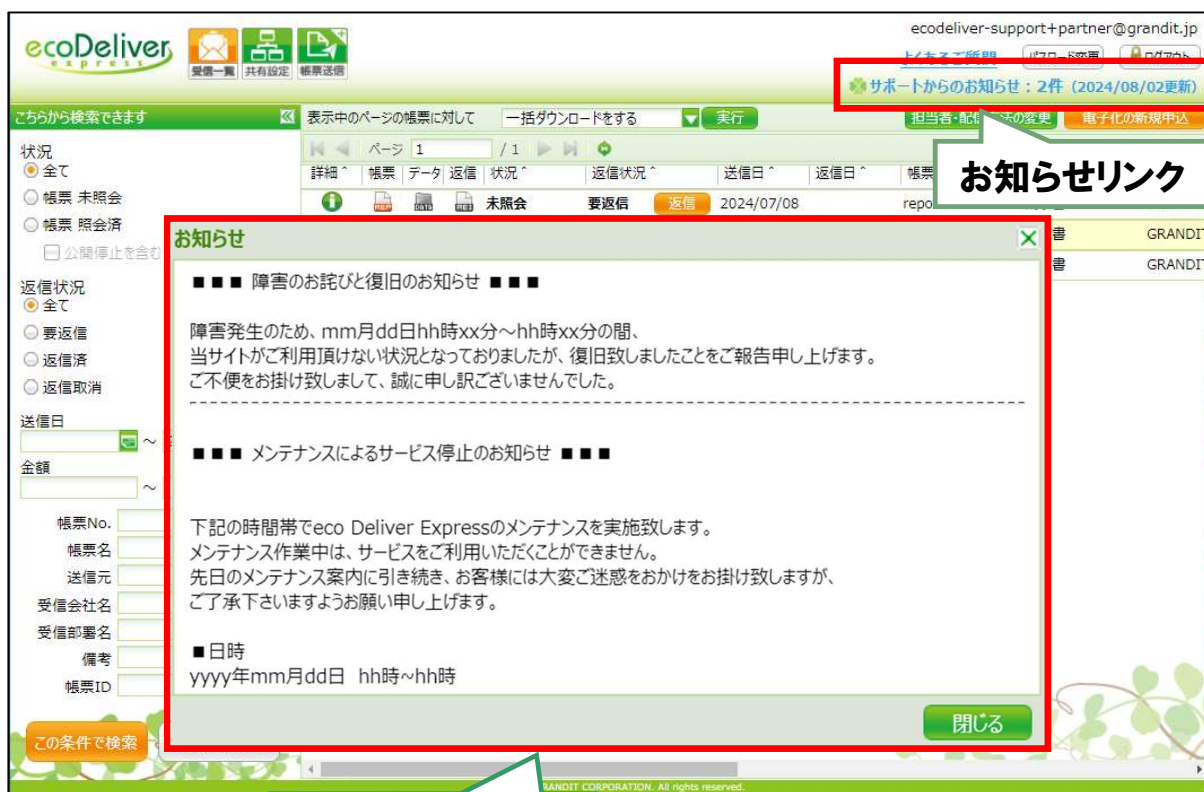 ecodeliver-support+partner@grandit.jp
ecoDeliver
express
受信一覧 共有設定 帳票送信
よくあるご質問 パスワード変更 ログアウト
サポートからのお知らせ：2件（2024/08/02更新）
こちらから検索できます
表示中のページの帳票に対して 一括ダウンロードをする 実行
電子化の新規申込
状況
全て
帳票 未照会
帳票 照会済
公開停止を含む
返信状況
全て
要返信
返信済
返信取消
送信日
～
金額
～
帳票No.
帳票名
送信元
受信会社名
受信部署名
備考
帳票ID
この条件で検索
ページ 1 / 1
詳細 帳票 データ 返信 状況 返信状況 送信日 返信日 帳票
未照会 要返信 返信 2024/07/08 repo
書 GRANDIT
書 GRANDIT
お知らせリンク
お知らせ
■■■ 障害のお詫びと復旧のお知らせ ■■■
障害発生のため、mm月dd日hh時xx分～hh時xx分の間、
当サイトがご利用頂けない状況となっておりましたが、復旧致しましたことをご報告申し上げます。
ご不便をお掛け致しまして、誠に申し訳ございませんでした。
■■■ メンテナンスによるサービス停止のお知らせ ■■■
下記の時間帯でeco Deliver Expressのメンテナンスを実施致します。
メンテナンス作業中は、サービスをご利用いただくことができません。
先日のメンテナンス案内に引き続き、お客様には大変ご迷惑をおかけをお掛け致しますが、
ご了承下さいますようお願い申し上げます。
■日時
yyyy年mm月dd日 hh時～hh時
閉じる
GRANDIT CORPORATION. All rights reserved.